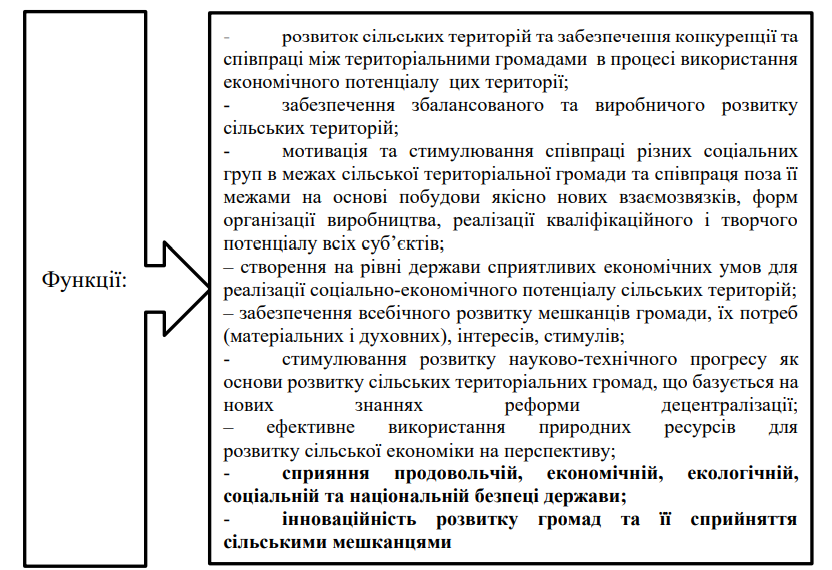 Функції:
- розвиток сільських територій та забезпечення конкуренції та
співпраці між територіальними громадами в процесі використання
економічного потенціалу цих території;
- забезпечення збалансованого та виробничого розвитку
сільських територій;
- мотивація та стимулювання співпраці різних соціальних
груп в межах сільської територіальної громади та співпраця поза її
межами на основі побудови якісно нових взаємозвязків, форм
організації виробництва, реалізації кваліфікаційного і творчого
потенціалу всіх суб’єктів;
– створення на рівні держави сприятливих економічних умов для
реалізації соціально-економічного потенціалу сільських територій;
– забезпечення всебічного розвитку мешканців громади, їх потреб
(матеріальних і духовних), інтересів, стимулів;
- стимулювання розвитку науково-технічного прогресу як
основи розвитку сільських територіальних громад, що базується на
нових знаннях реформи децентралізації;
– ефективне використання природних ресурсів для
розвитку сільської економіки на перспективу;
- сприяння продовольчій, економічній, екологічній,
соціальній та національній безпеці держави;
- інноваційність розвитку громад та її сприйняття
сільськими мешканцями